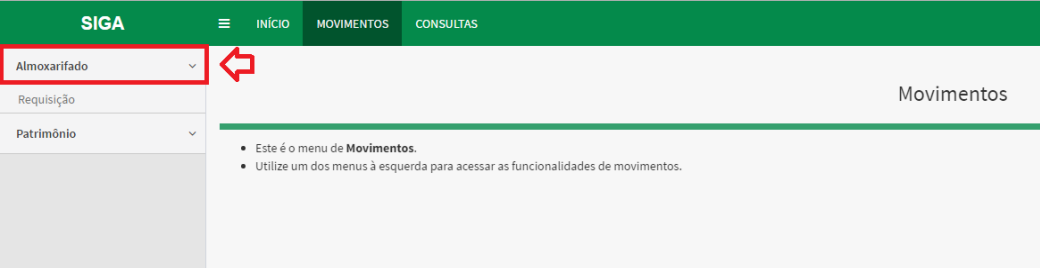 SIGA
INÍCIO MOVIMENTOS CONSULTAS
Almoxarifado
Requisição
Patrimônio
Movimentos
Este é o menu de Movimentos.
Utilize um dos menus à esquerda para acessar as funcionalidades de movimentos.